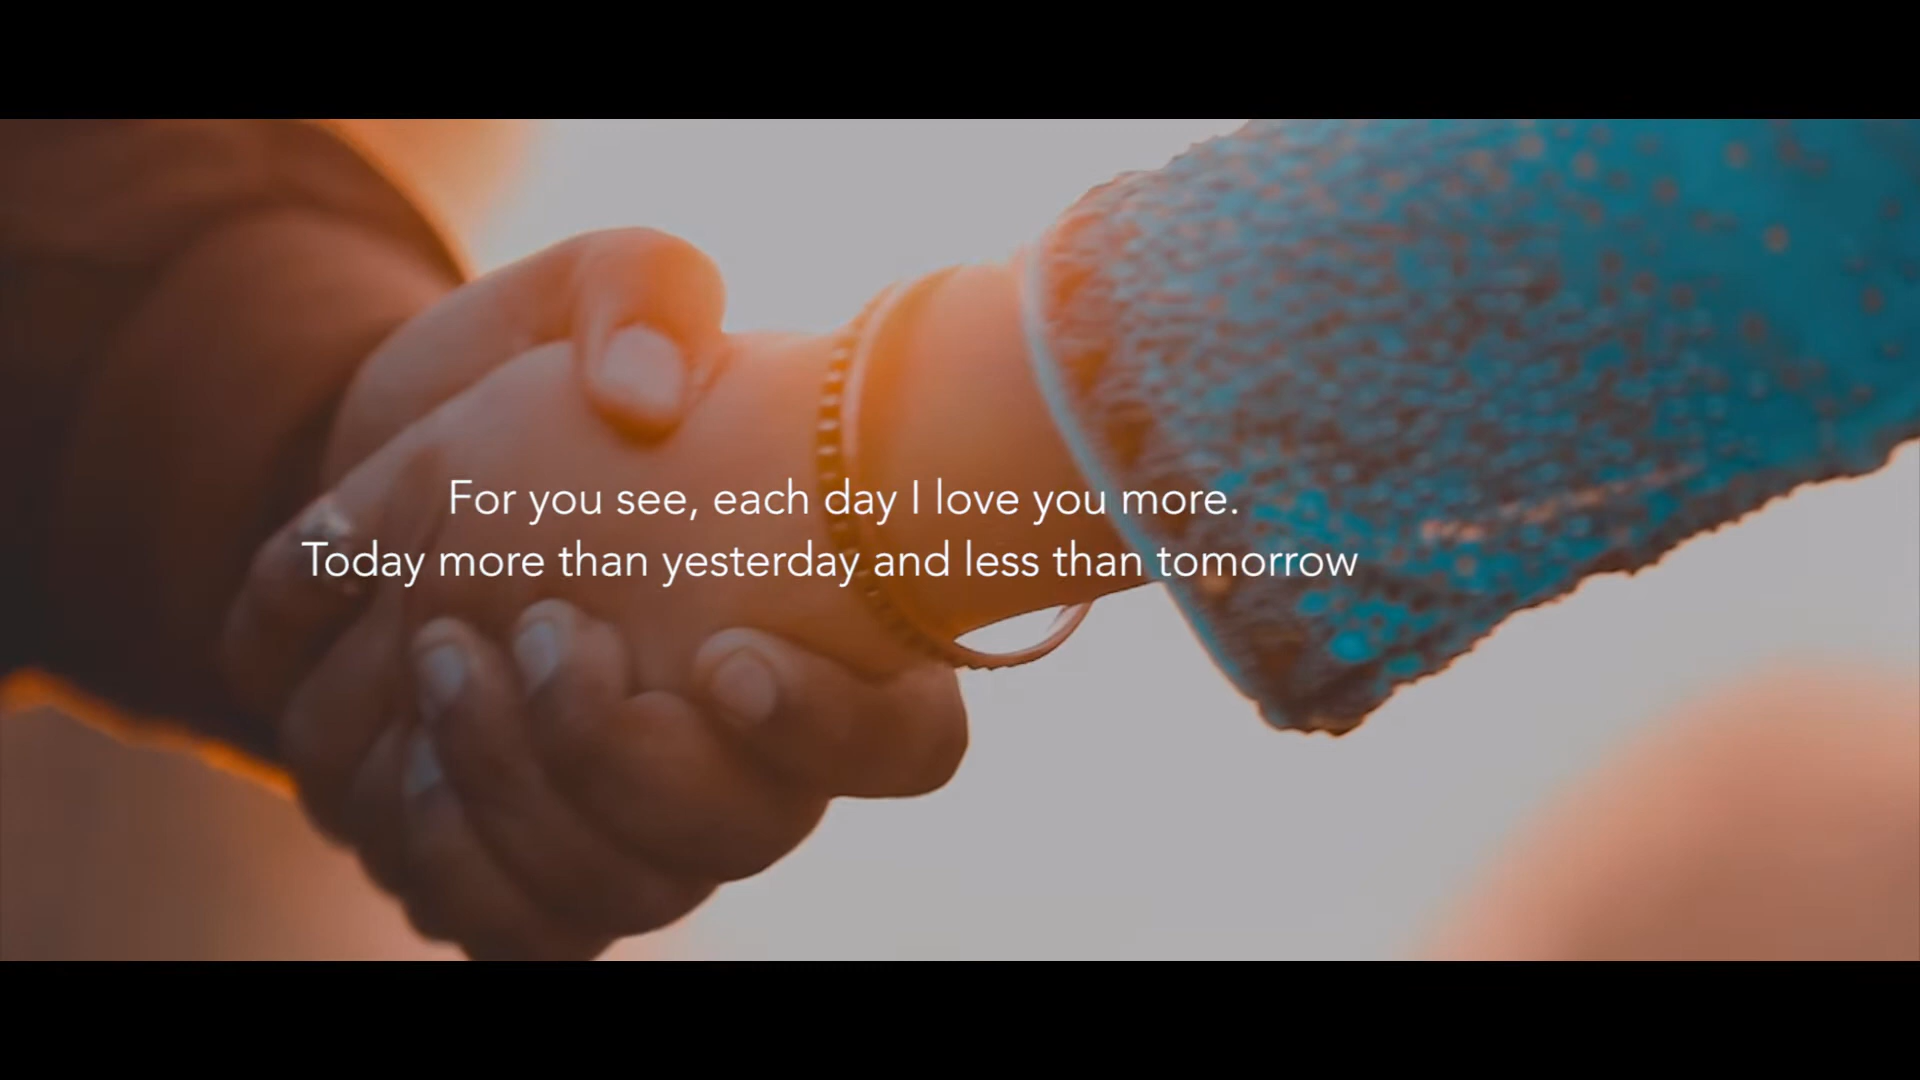 For you see, each day I love you more.
Today more than yesterday and less than tomorrow